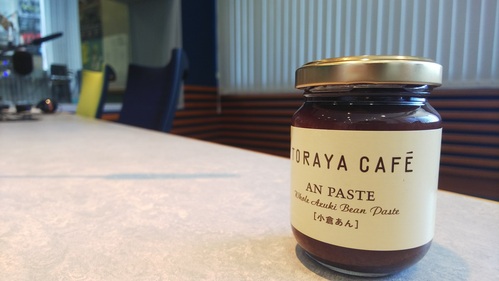 TORAYA CAFÉ
AN PASTE
Whole Azuki Bean Paste
[小倉あん]